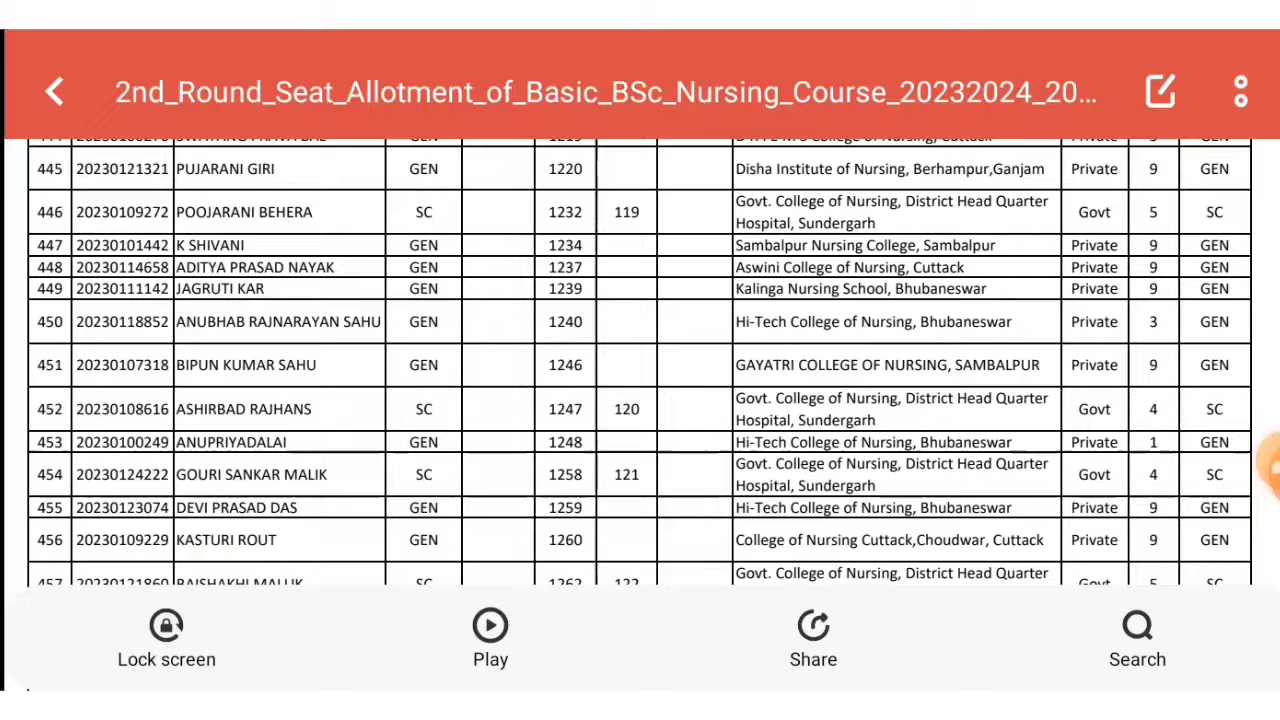 2nd_Round_Seat_Allotment_of_Basic_BSc_Nursing_Course_20232024_20...
445 20230121321 PUJARANI GIRI GEN 1220 Disha Institute of Nursing, Berhampur,Ganjam Private 9 GEN
446 20230109272 POOJARANI BEHERA SC 1232 119 Govt. College of Nursing, District Head Quarter Govt 5 SC
Hospital, Sundergarh
447 20230101442 K SHIVANI GEN 1234 Sambalpur Nursing College, Sambalpur Private 9 GEN
448 20230114658 ADITYA PRASAD NAYAK GEN 1237 Aswini College of Nursing, Cuttack Private 9 GEN
449 20230111142 JAGRUTI KAR GEN 1239 Kalinga Nursing School, Bhubaneswar Private 9 GEN
450 20230118852 ANUBHAB RAJNARAYAN SAHU GEN 1240 Hi-Tech College of Nursing, Bhubaneswar Private 3 GEN
451 20230107318 BIPUN KUMAR SAHU GEN 1246 GAYATRI COLLEGE OF NURSING, SAMBALPUR Private 9 GEN
452 20230108616 ASHIRBAD RAJHANS SC 1247 120 Govt. College of Nursing, District Head Quarter Govt 4 SC
Hospital, Sundergarh
453 20230100249 ANUPRIYADALAI GEN 1248 Hi-Tech College of Nursing, Bhubaneswar Private 1 GEN
454 20230124222 GOURI SANKAR MALIK SC 1258 121 Govt. College of Nursing, District Head Quarter Govt 4 SC
Hospital, Sundergarh
455 20230123074 DEVI PRASAD DAS GEN 1259 Hi-Tech College of Nursing, Bhubaneswar Private 9 GEN
456 20230109229 KASTURI ROUT GEN 1260 College of Nursing Cuttack,Choudwar, Cuttack Private 9 GEN
457 20230121860 BAISHAKHI MALLIK SC 1262 122 Govt. College of Nursing, District Head Quarter Govt 5 SC
Lock screen Play Share Search